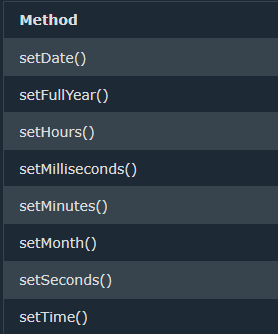 Method
setDate()
setFullYear()
setHours()
setMilliseconds()
setMinutes()
setMonth()
setSeconds()
setTime()